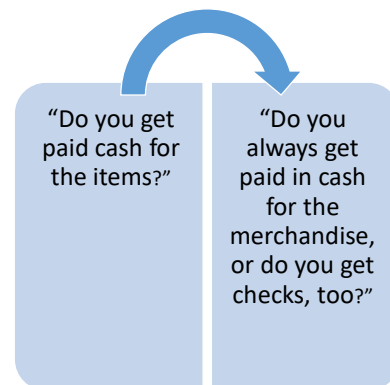 “Do you get
paid cash for
the items?”
“Do you
always get
paid in cash
for the
merchandise,
or do you get
checks, too?”